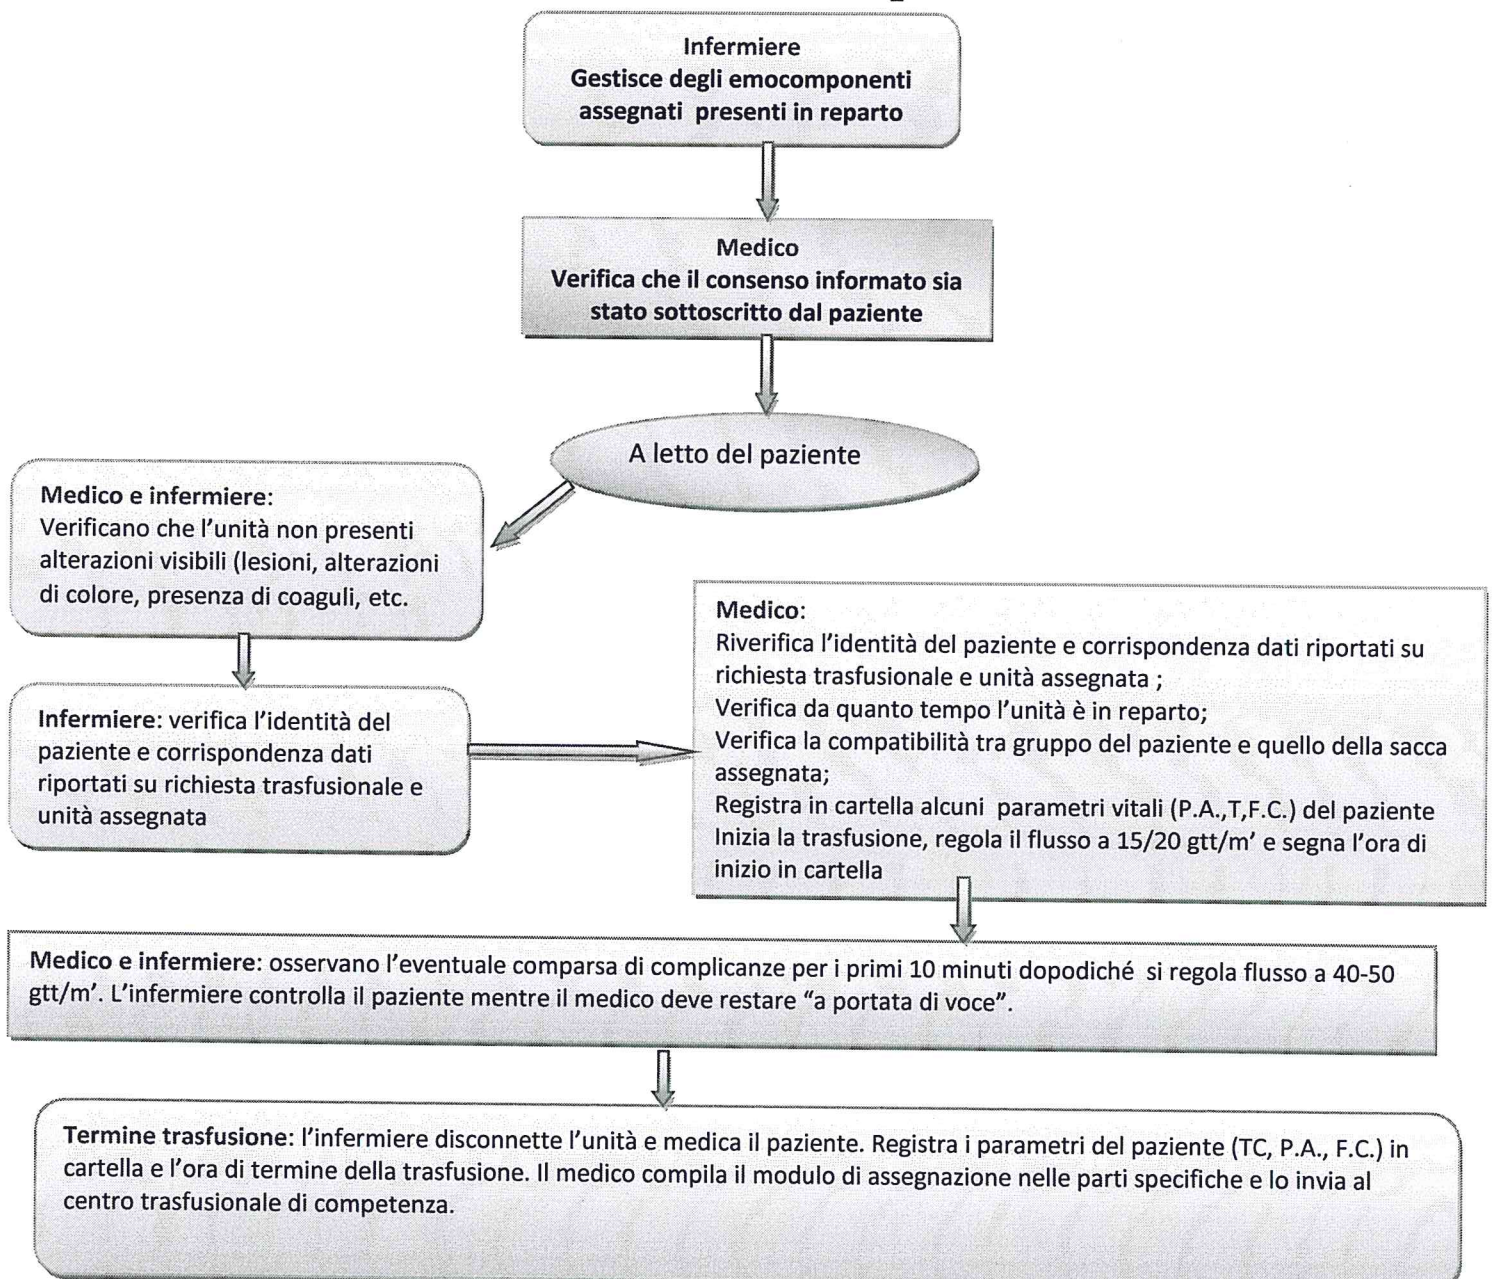 Infermiere
Gestisce degli emocomponenti
assegnati presenti in reparto
Medico
Verifica che il consenso informato sia
stato sottoscritto dal paziente
A letto del paziente
Medico e infermiere:
Verificano che l'unità non presenti
alterazioni visibili (lesioni, alterazioni
di colore, presenza di coaguli, etc.
Infermiere: verifica l'identità del
paziente e corrispondenza dati
riportati su richiesta trasfusionale e
unità assegnata
Medico:
Riverifica l'identità del paziente e corrispondenza dati riportati su
richiesta trasfusionale e unità assegnata ;
Verifica da quanto tempo l'unità è in reparto;
Verifica la compatibilità tra gruppo del paziente e quello della sacca
assegnata;
Registra in cartella alcuni parametri vitali (P.A.,T,F.C.) del paziente
Inizia la trasfusione, regola il flusso a 15/20 gtt/m' e segna l'ora di
inizio in cartella
Medico e infermiere: osservano l'eventuale comparsa di complicanze per i primi 10 minuti dopodiché si regola flusso a 40-50
gtt/m'. L'infermiere controlla il paziente mentre il medico deve restare "a portata di voce".
Termine trasfusione: l'infermiere disconnette l'unità e medica il paziente. Registra i parametri del paziente (TC, P.A., F.C.) in
cartella e l'ora di termine della trasfusione. Il medico compila il modulo di assegnazione nelle parti specifiche e lo invia al
centro trasfusionale di competenza.